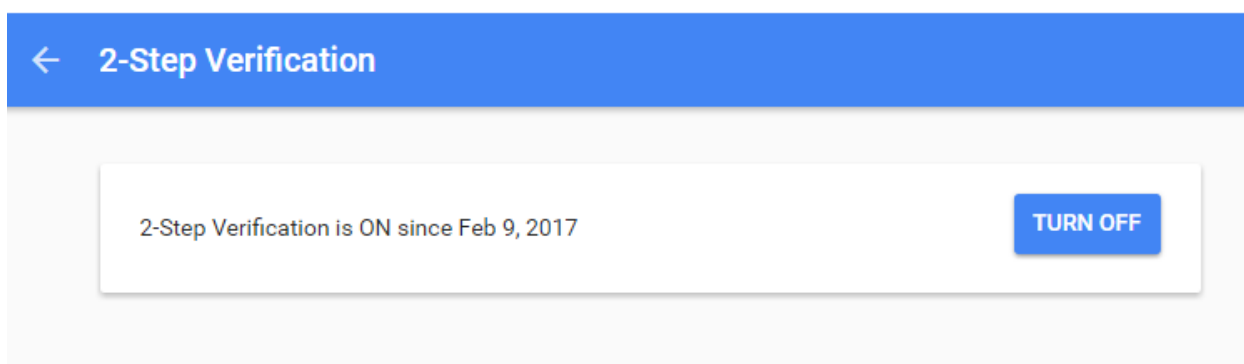 2-Step Verification
2-Step Verification is ON since Feb 9, 2017
TURN OFF